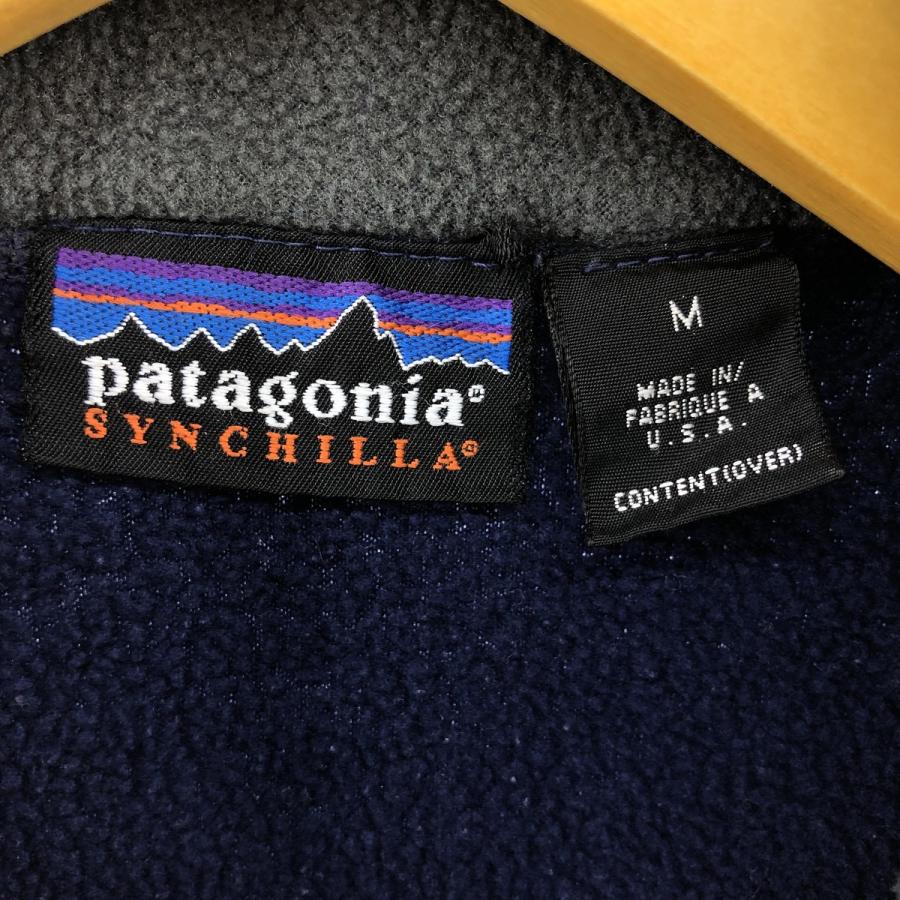 patagonia®
SYNCHILLA®
M
MADE IN/
FABRIQUE A
U.S.A.
CONTENT(OVER)